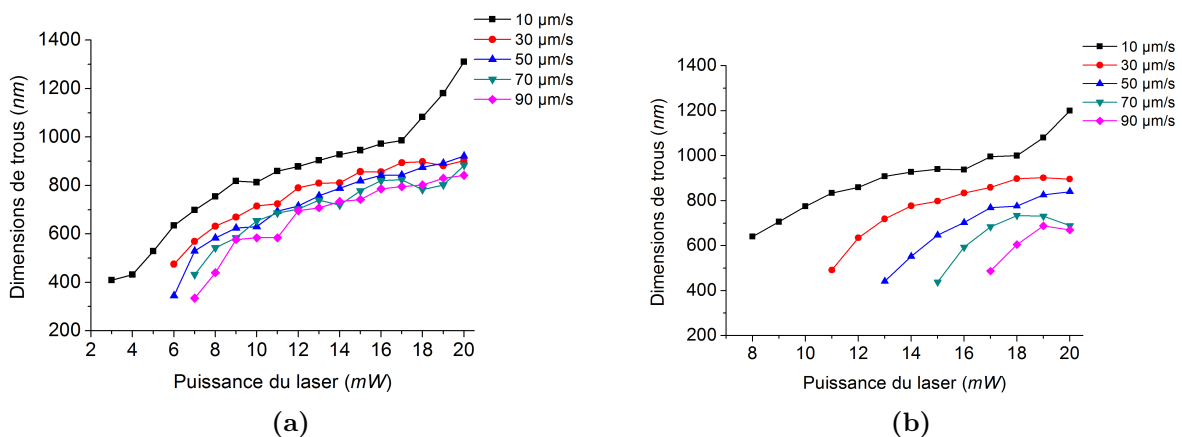 10 µm/s
30 µm/s
50 µm/s
70 µm/s
90 µm/s
Dimensions de trous (nm)
1400
1200
1000
800
600
400
200
2 4 6 8 10 12 14 16 18 20
Puissance du laser (mW)
(a)
10 µm/s
30 µm/s
50 µm/s
70 µm/s
90 µm/s
Dimensions de trous (nm)
1400
1200
1000
800
600
400
200
8 10 12 14 16 18 20
Puissance du laser (mW)
(b)